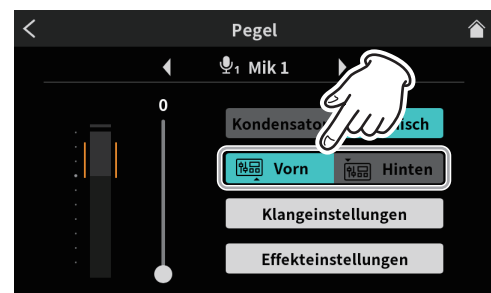 Pegel
1 Mik 1
0
Vorn
Hinten
Klangeinstellungen
Effekteinstellungen